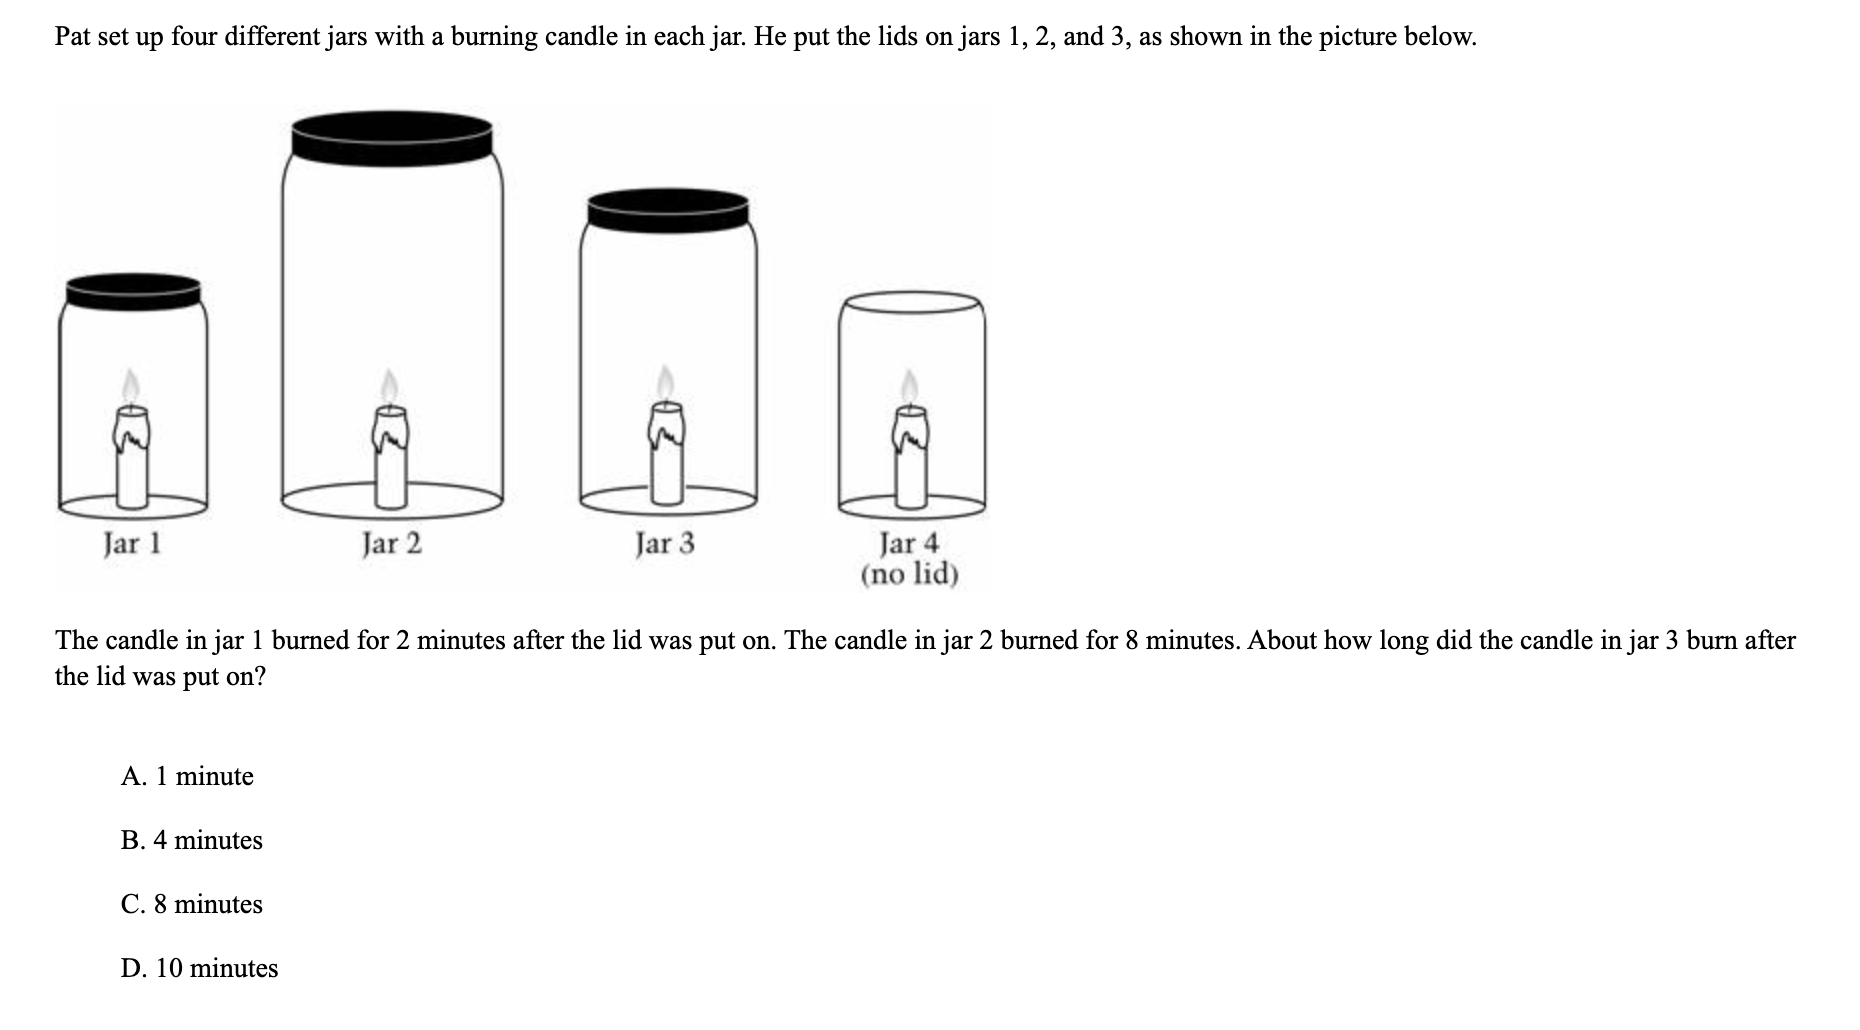 Pat set up four different jars with a burning candle in each jar. He put the lids on jars 1, 2, and 3, as shown in the picture below.
Jar 1
Jar 2
Jar 3
Jar 4
(no lid)
The candle in jar 1 burned for 2 minutes after the lid was put on. The candle in jar 2 burned for 8 minutes. About how long did the candle in jar 3 burn after
the lid was put on?
A. 1 minute
B. 4 minutes
C. 8 minutes
D. 10 minutes